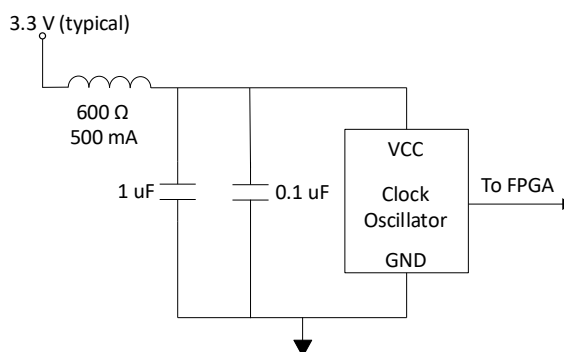 3.3 V (typical)
600 Ω
500 mA
1 uF
0.1 uF
VCC
Clock
Oscillator
GND
To FPGA